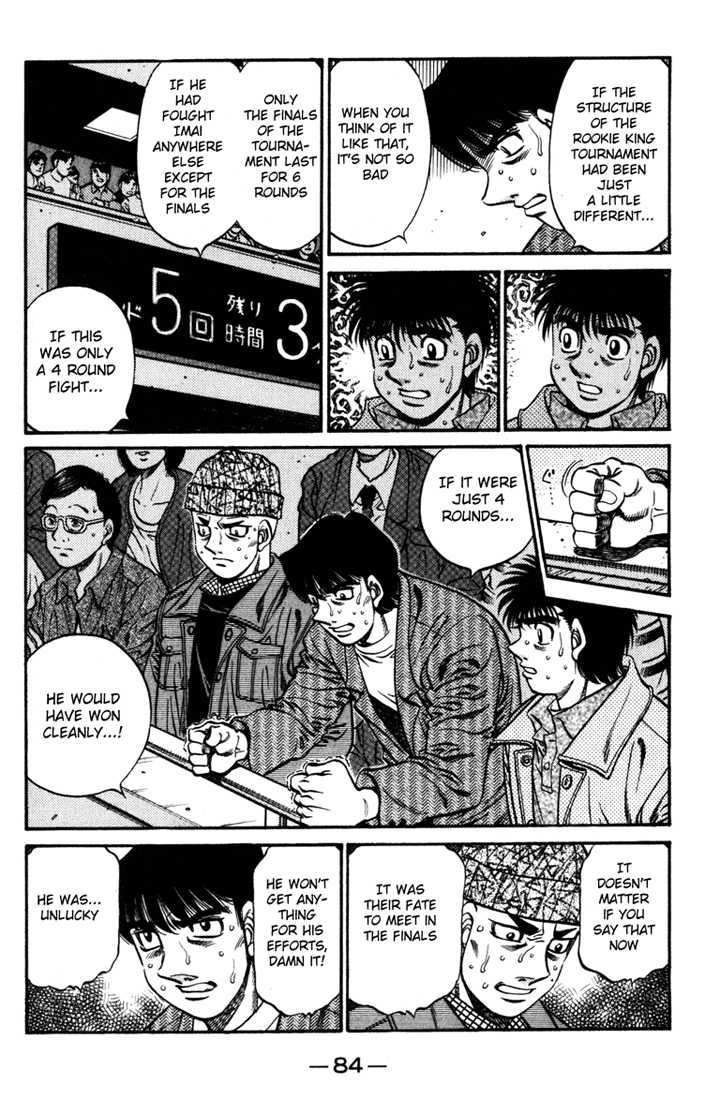 IF THE
STRUCTURE
OF THE
ROOKIE KING
TOURNAMENT
HAD BEEN
JUST
A LITTLE
DIFFERENT...
WHEN YOU
THINK OF IT
LIKE THAT,
IT'S NOT SO
BAD
ONLY
THE FINALS
OF THE
TOURNA-
MENT LAST
FOR 6
ROUNDS
IF HE
HAD
FOUGHT
IMAI
ANYWHERE
ELSE
EXCEPT
FOR THE
FINALS
ド5回 残り時間 3
IF THIS
WAS ONLY
A 4 ROUND
FIGHT...
ぐ
IF IT WERE
JUST 4
ROUNDS...
HE WOULD
HAVE WON
CLEANLY...!
IT
DOESN'T
MATTER
IF YOU
SAY THAT
NOW
IT WAS
THEIR FATE
TO MEET IN
THE FINALS
HE WON'T
GET ANY-
THING
FOR HIS
EFFORTS,
DAMN IT!
HE WAS...
UNLUCKY
— 84 —